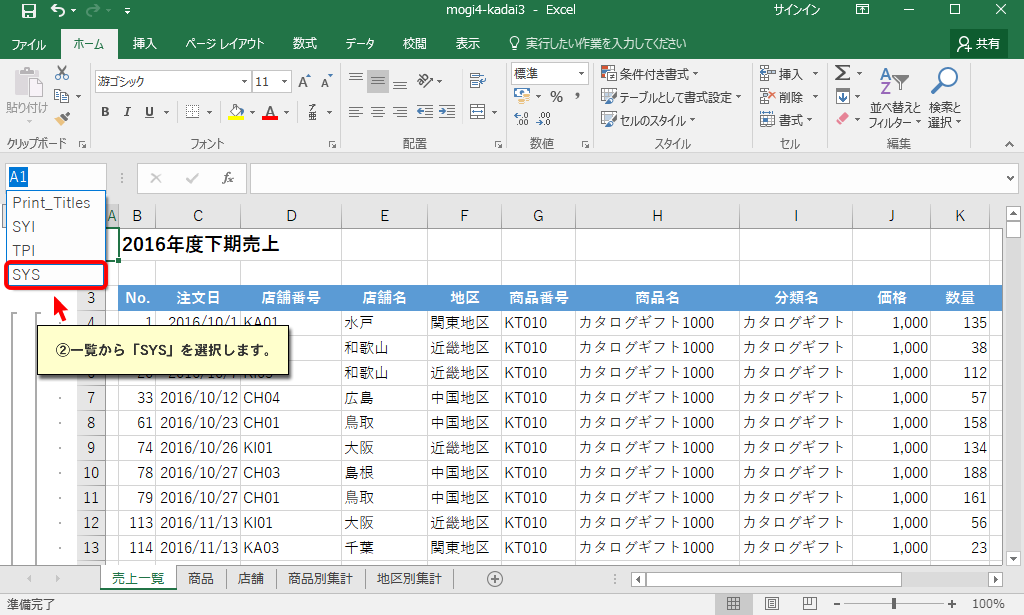 mogi4-kadai3 - Excel
サインイン
ファイル ホーム 挿入 ページ レイアウト 数式 データ 校閲 表示 実行したい作業を入力してください 共有
貼り付け
クリップボード
游ゴシック 11
B I U
フォント
配置
標準
% ,
数値
条件付き書式
テーブルとして書式設定
セルのスタイル
スタイル
挿入
削除
書式
セル
並べ替えと
フィルター
検索と
選択
編集
A1
fx
Print_Titles
SYI
TPI
SYS
A B C D E F G H I J K
2016年度下期売上
3 No. 注文日 店舗番号 店舗名 地区 商品番号 商品名 分類名 価格 数量
4 1 2016/10/1 KA01 水戸 関東地区 KT010 カタログギフト1000 カタログギフト 1,000 135
②一覧から「SYS」を選択します。
和歌山 近畿地区 KT010 カタログギフト1000 カタログギフト 1,000 38
和歌山 近畿地区 KT010 カタログギフト1000 カタログギフト 1,000 112
7 33 2016/10/12 CH04 広島 中国地区 KT010 カタログギフト1000 カタログギフト 1,000 57
8 61 2016/10/23 CH01 鳥取 中国地区 KT010 カタログギフト1000 カタログギフト 1,000 158
9 74 2016/10/26 KI01 大阪 近畿地区 KT010 カタログギフト1000 カタログギフト 1,000 134
10 78 2016/10/27 CH03 島根 中国地区 KT010 カタログギフト1000 カタログギフト 1,000 188
11 79 2016/10/27 CH01 鳥取 中国地区 KT010 カタログギフト1000 カタログギフト 1,000 161
12 113 2016/11/13 KI01 大阪 近畿地区 KT010 カタログギフト1000 カタログギフト 1,000 56
13 114 2016/11/13 KA03 千葉 関東地区 KT010 カタログギフト1000 カタログギフト 1,000 23
売上一覧 商品 店舗 商品別集計 地区別集計
準備完了
100%